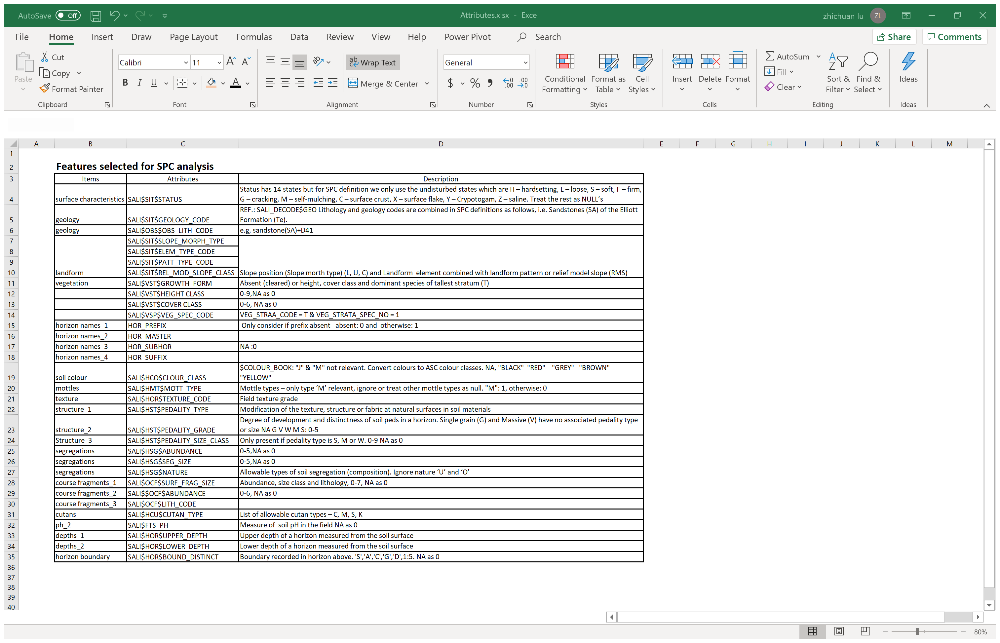 AutoSave Off
Attributes.xlsx - Excel
zhichuan lu ZL
File Home Insert Draw Page Layout Formulas Data Review View Help Power Pivot Search Share Comments
Paste
Cut
Copy
Format Painter
Clipboard
Calibri 11
B I U
Font
Wrap Text
Merge & Center
Alignment
General
$ % ,
Number
Conditional Formatting
Format as Table
Cell Styles
Styles
Insert Delete Format
Cells
AutoSum
Fill
Clear
Sort & Filter
Find & Select
Editing
Ideas
Ideas
A B C D E F G H I J K L M
1
2 Features selected for SPC analysis
3 Items Attributes Description
Status has 14 states but for SPC definition we only use the undisturbed states which are H – hardsetting, L – loose, S – soft, F – firm,
4 surface characteristics SALI$SIT$STATUS G – cracking, M – self-mulching, C – surface crust, X – surface flake, Y – Crypotogam, Z – saline. Treat the rest as NULL’s
REF.: SALI_DECODE$GEO Lithology and geology codes are combined in SPC definitions as follows, i.e. Sandstones (SA) of the Elliott
5 geology SALI$SIT$GEOLOGY_CODE Formation (Te).
6 geology SALI$OBS$OBS_LITH_CODE e.g, sandstone(SA)+D41
7 SALI$SIT$SLOPE_MORPH_TYPE
8 SALI$SIT$ELEM_TYPE_CODE
9 SALI$SIT$PATT_TYPE_CODE
10 landform SALI$SIT$REL_MOD_SLOPE_CLASS Slope position (Slope morth type) (L, U, C) and Landform element combined with landform pattern or relief model slope (RMS)
11 vegetation SALI$VST$GROWTH_FORM Absent (cleared) or height, cover class and dominant species of tallest stratum (T)
12 SALI$VST$HEIGHT CLASS 0-9,NA as 0
13 SALI$VST$COVER CLASS 0-6, NA as 0
14 SALI$VSP$VEG_SPEC_CODE VEG_STRAA_CODE = T & VEG_STRATA_SPEC_NO = 1
15 horizon names_1 HOR_PREFIX Only consider if prefix absent absent: 0 and otherwise: 1
16 horizon names_2 HOR_MASTER
17 horizon names_3 HOR_SUBHOR NA :0
18 horizon names_4 HOR_SUFFIX
$COLOUR_BOOK: "J" & "M" not relevant. Convert colours to ASC colour classes. NA, "BLACK" "RED" "GREY" "BROWN"
19 soil colour SALI$HCO$CLOUR_CLASS "YELLOW"
20 mottles SALI$HMT$MOTT_TYPE Mottle types – only type ‘M’ relevant, ignore or treat other mottle types as null. "M": 1, otherwise: 0
21 texture SALI$HOR$TEXTURE_CODE Field texture grade
22 structure_1 SALI$HST$PEDALITY_TYPE Modification of the texture, structure or fabric at natural surfaces in soil materials
Degree of development and distinctness of soil peds in a horizon. Single grain (G) and Massive (V) have no associated pedality type
23 structure_2 SALI$HST$PEDALITY_GRADE or size NA G V W M S: 0-5
24 Structure_3 SALI$HST$PEDALITY_SIZE_CLASS Only present if pedality type is S, M or W. 0-9 NA as 0
25 segregations SALI$HSG$ABUNDANCE 0-5,NA as 0
26 segregations SALI$HSG$SEG_SIZE 0-5,NA as 0
27 segregations SALI$HSG$NATURE Allowable types of soil segregation (composition). Ignore nature ‘U’ and ‘O’
28 course fragments_1 SALI$OCF$SURF_FRAG_SIZE Abundance, size class and lithology, 0-7, NA as 0
29 course fragments_2 SALI$$OCF$ABUNDANCE 0-6, NA as 0
30 course fragments_3 SALI$OCF$LITH_CODE
31 cutans SALI$HCU$CUTAN_TYPE List of allowable cutan types – C, M, S, K
32 ph_2 SALI$FTS_PH Measure of soil pH in the field NA as 0
33 depths_1 SALI$HOR$UPPER_DEPTH Upper depth of a horizon measured from the soil surface
34 depths_2 SALI$HOR$LOWER_DEPTH Lower depth of a horizon measured from the soil surface
35 horizon boundary SALI$HOR$BOUND_DISTINCT Boundary recorded in horizon above. 'S','A','C','G','D',1:5. NA as 0
36
37
38
39
40
80%